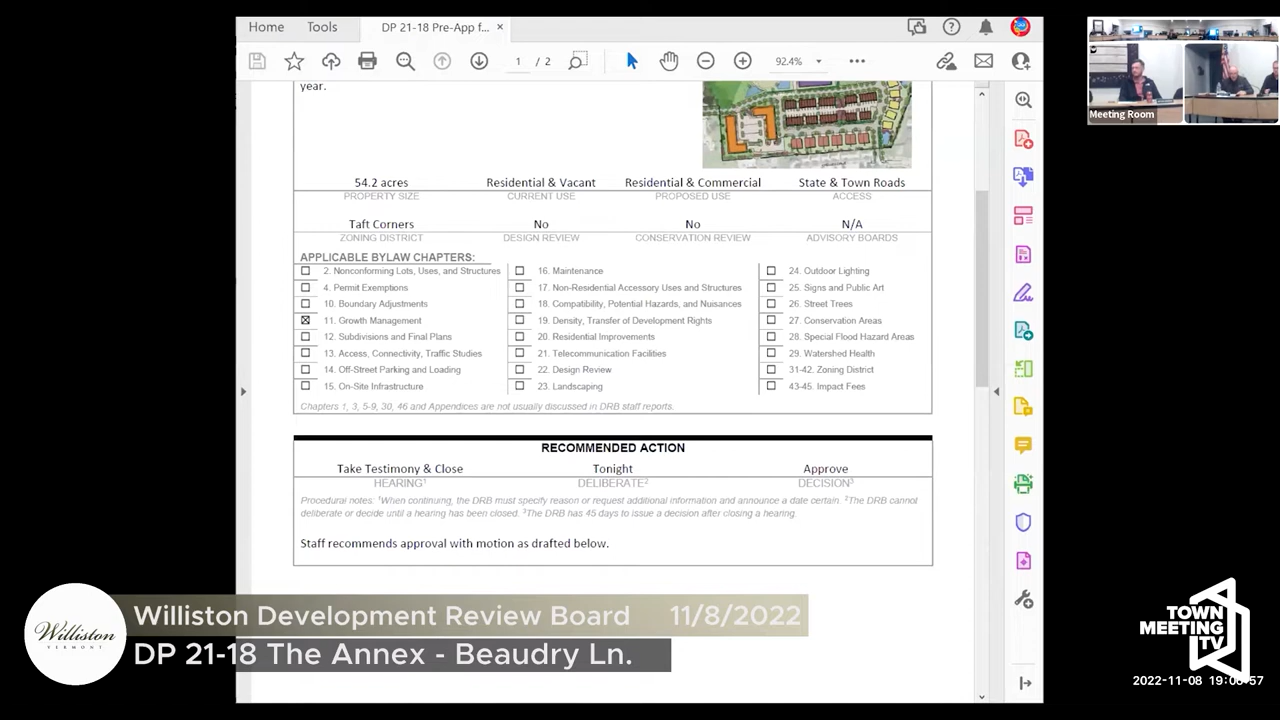 Home
Tools
DP 21-18 Pre-App f...
1 / 2
92.4%
year.
54.2 acres
Residential & Vacant
Residential & Commercial
State & Town Roads
PROPERTY SIZE
CURRENT USE
PROPOSED USE
ACCESS
Taft Corners
No
No
N/A
ZONING DISTRICT
DESIGN REVIEW
CONSERVATION REVIEW
ADVISORY BOARDS
APPLICABLE BYLAW CHAPTERS:
2. Nonconforming Lots, Uses, and Structures
4. Permit Exemptions
10. Boundary Adjustments
11. Growth Management
12. Subdivisions and Final Plans
13. Access, Connectivity, Traffic Studies
14. Off-Street Parking and Loading
15. On-Site Infrastructure
16. Maintenance
17. Non-Residential Accessory Uses and Structures
18. Compatibility, Potential Hazards, and Nuisances
19. Density, Transfer of Development Rights
20. Residential Improvements
21. Telecommunication Facilities
22. Design Review
23. Landscaping
24. Outdoor Lighting
25. Signs and Public Art
26. Street Trees
27. Conservation Areas
28. Special Flood Hazard Areas
29. Watershed Health
31-42. Zoning District
43-45. Impact Fees
Chapters 1, 3, 5-9, 30, 46 and Appendices are not usually discussed in DRB staff reports.
RECOMMENDED ACTION
Take Testimony & Close
Tonight
Approve
HEARING¹
DELIBERATE²
DECISION³
Procedural notes: ¹When continuing, the DRB must specify reason or request additional information and announce a date certain. ²The DRB cannot
deliberate or decide until a hearing has been closed. ³The DRB has 45 days to issue a decision after closing a hearing.
Staff recommends approval with motion as drafted below.
Meeting Room
Williston
VERMONT
Williston Development Review Board 11/8/2022
DP 21-18 The Annex - Beaudry Ln.
TOWN
MEETING
TV
2022-11-08